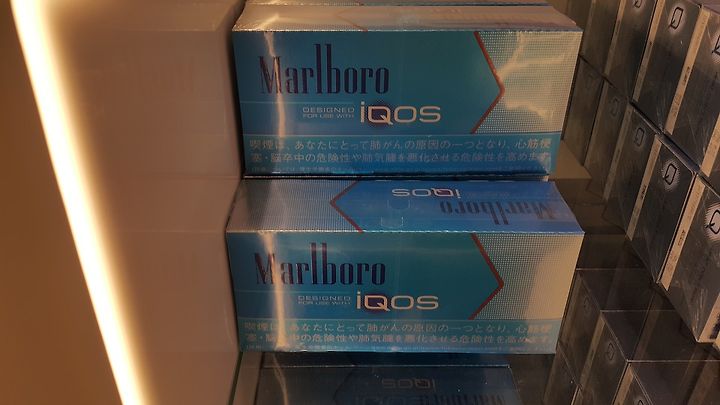 Marlboro
DESIGNED
FOR USE WITH
IQOS
喫煙は、あなたにとって肺がんの原因の一つとなり、心筋梗
塞・脳卒中の危険性や肺気腫を悪化させる危険性を高めます。
IQOS
Marlboro
Marlboro
DESIGNED
FOR USE WITH
IQOS
喫煙は、あなたにとって肺がんの原因の一つとなり、心筋梗
塞・脳卒中の危険性や肺気腫を悪化させる危険性を高めます。